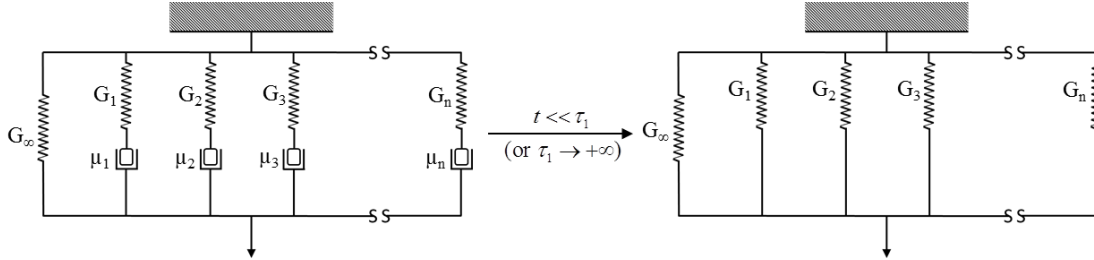 G∞ G₁ G₂ G₃ Gₙ
μ₁ μ₂ μ₃ μₙ
t << τ₁
(or τ₁ → +∞)
G∞ G₁ G₂ G₃ Gₙ